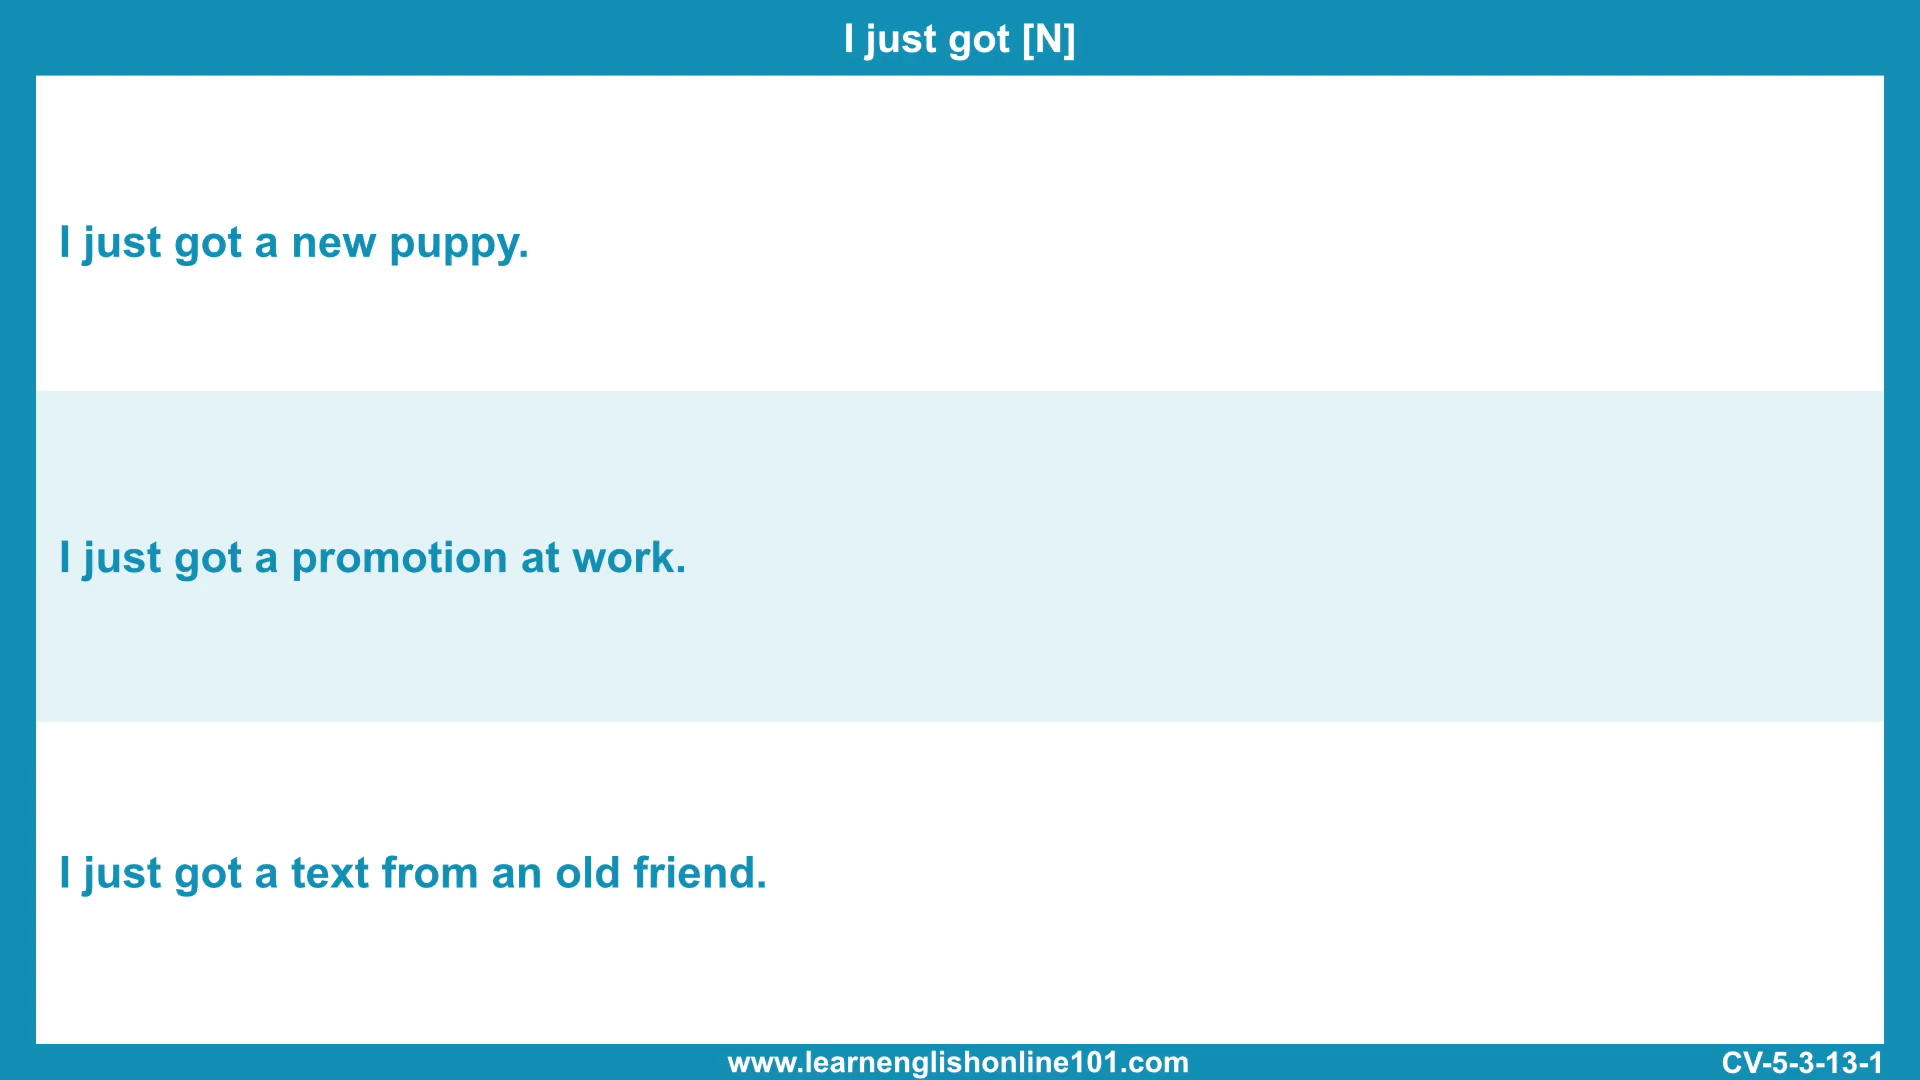 I just got [N]
I just got a new puppy.
I just got a promotion at work.
I just got a text from an old friend.
www.learnenglishonline101.com
CV-5-3-13-1